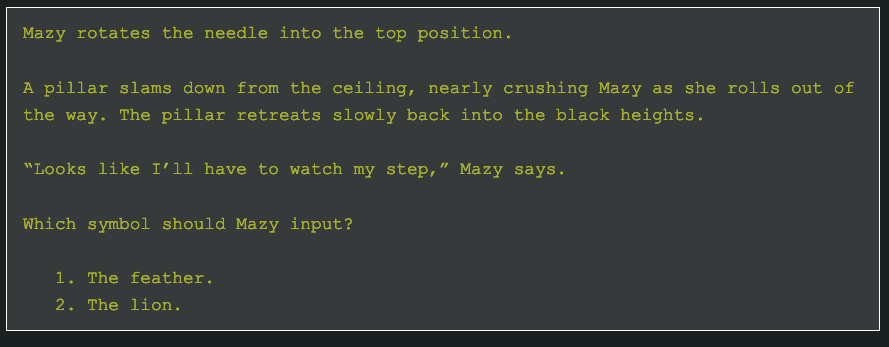 Mazy rotates the needle into the top position.
A pillar slams down from the ceiling, nearly crushing Mazy as she rolls out of
the way. The pillar retreats slowly back into the black heights.
“Looks like I’ll have to watch my step,” Mazy says.
Which symbol should Mazy input?
1. The feather.
2. The lion.